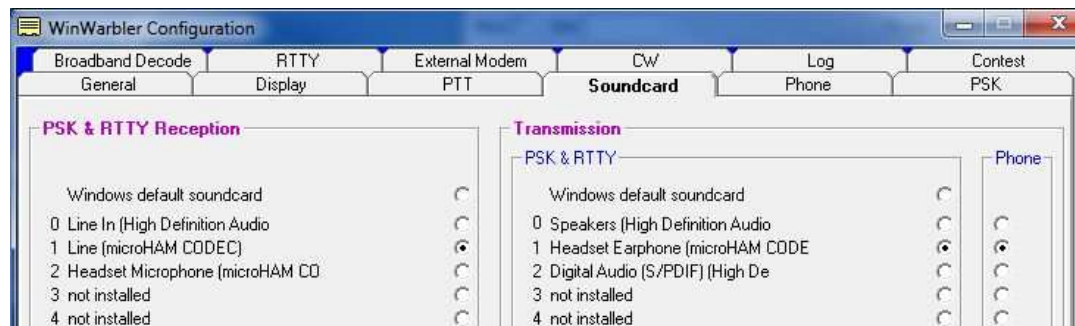 WinWarbler Configuration
Broadband Decode RTTY External Modem CW Log Contest
General Display PTT Soundcard Phone PSK
PSK & RTTY Reception
Windows default soundcard
0 Line In (High Definition Audio
1 Line (microHAM CODEC)
2 Headset Microphone (microHAM CO
3 not installed
4 not installed
Transmission
PSK & RTTY
Windows default soundcard
0 Speakers (High Definition Audio
1 Headset Earphone (microHAM CODE
2 Digital Audio (S/PDIF) (High De
3 not installed
4 not installed
Phone